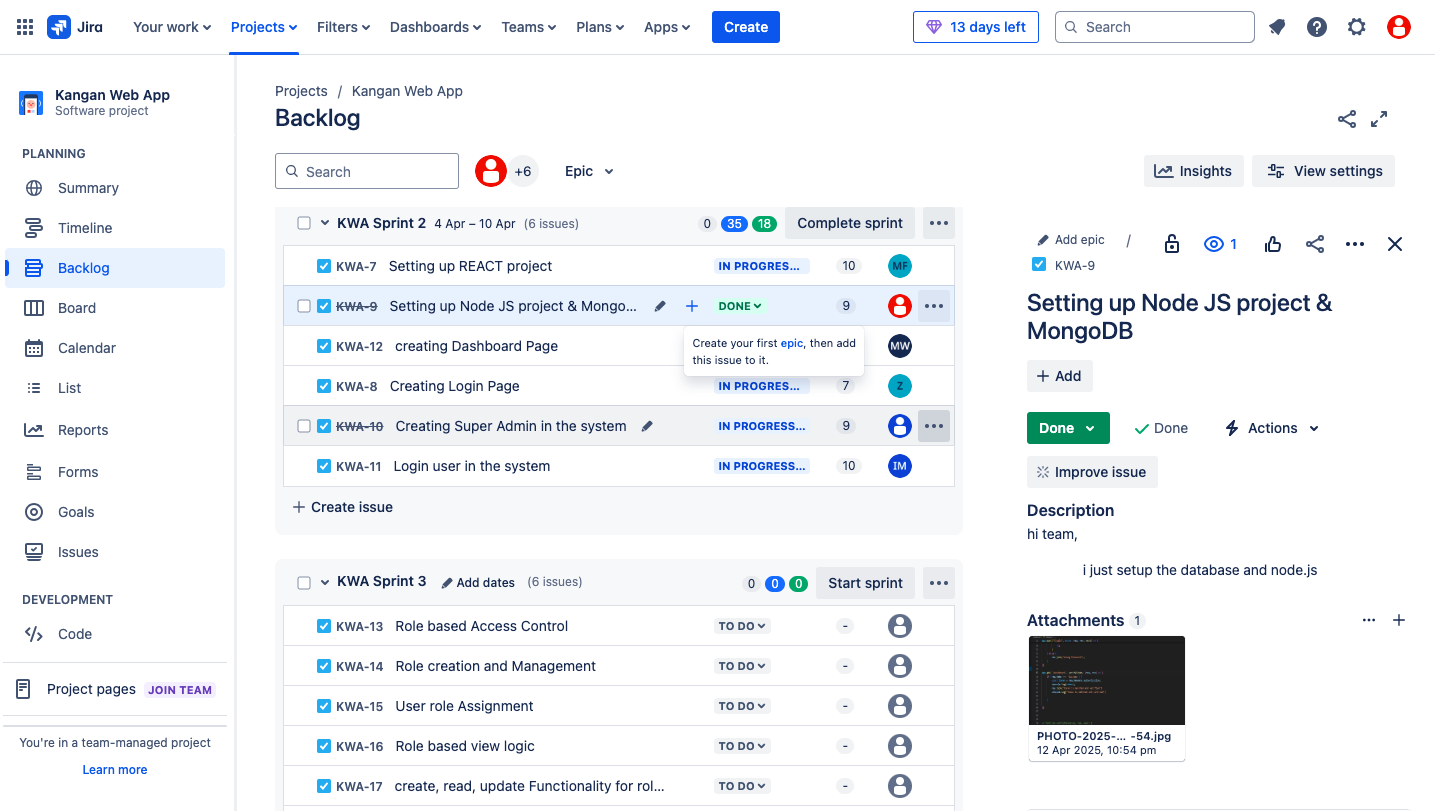 Jira
Your work
Projects
Filters
Dashboards
Teams
Plans
Apps
Create
13 days left
Search
Kangan Web App
Software project
PLANNING
Summary
Timeline
Backlog
Board
Calendar
List
Reports
Forms
Goals
Issues
DEVELOPMENT
Code
Project pages JOIN TEAM
You're in a team-managed project
Learn more
Projects / Kangan Web App
Backlog
Search
+6
Epic
Insights
View settings
KWA Sprint 2 4 Apr – 10 Apr (6 issues) 0 35 18 Complete sprint
KWA-7 Setting up REACT project IN PROGRES... 10 MF
KWA-9 Setting up Node JS project & Mongo... DONE 9
KWA-12 creating Dashboard Page MW
Create your first epic, then add
this issue to it.
KWA-8 Creating Login Page IN PROGRES... 7 Z
KWA-10 Creating Super Admin in the system IN PROGRESS... 9
KWA-11 Login user in the system IN PROGRESS... 10 IM
Create issue
KWA Sprint 3 Add dates (6 issues) 0 0 0 Start sprint
KWA-13 Role based Access Control TO DO -
KWA-14 Role creation and Management TO DO -
KWA-15 User role Assignment TO DO -
KWA-16 Role based view logic TO DO -
KWA-17 create, read, update Functionality for rol... TO DO -
Add epic / 1
KWA-9
Setting up Node JS project &
MongoDB
Add
Done
Done
Actions
Improve issue
Description
hi team,
i just setup the database and node.js
Attachments 1
PHOTO-2025-... -54.jpg
12 Apr 2025, 10:54 pm